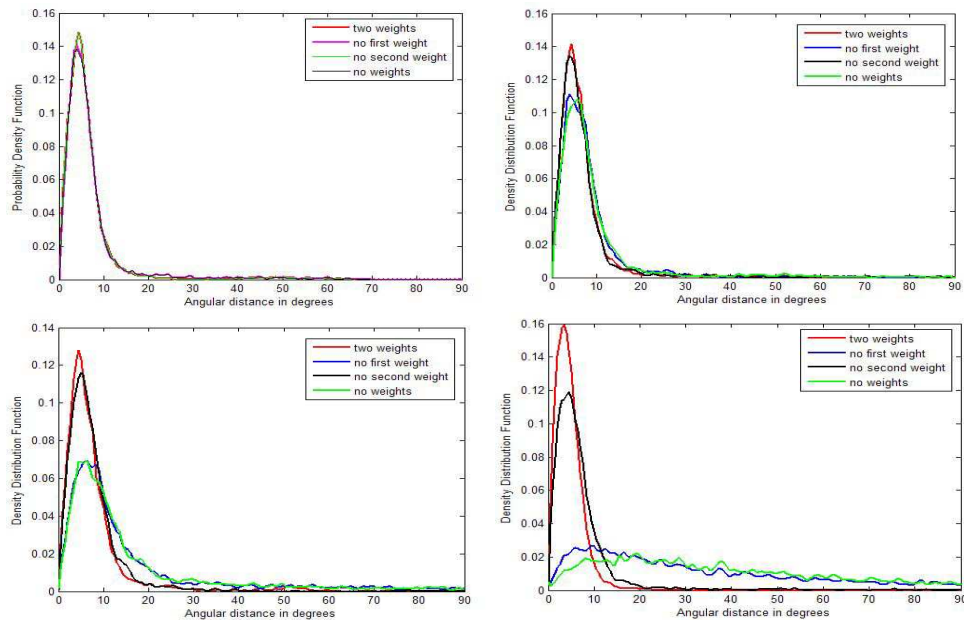 Probability Density Function
0.16
0.14
0.12
0.1
0.08
0.06
0.04
0.02
0
two weights
no first weight
no second weight
no weights
0 10 20 30 40 50 60 70 80 90
Angular distance in degrees
Density Distribution Function
0.16
0.14
0.12
0.1
0.08
0.06
0.04
0.02
0
two weights
no first weight
no second weight
no weights
0 10 20 30 40 50 60 70 80 90
Angular distance in degrees
Density Distribution Function
0.14
0.12
0.1
0.08
0.06
0.04
0.02
0
two weights
no first weight
no second weight
no weights
0 10 20 30 40 50 60 70 80 90
Angular distance in degrees
Density Distribution Function
0.16
0.14
0.12
0.10
0.08
0.06
0.04
0.02
0
two weights
no first weight
no second weight
no weights
0 10 20 30 40 50 60 70 80 90
Angular distance in degrees